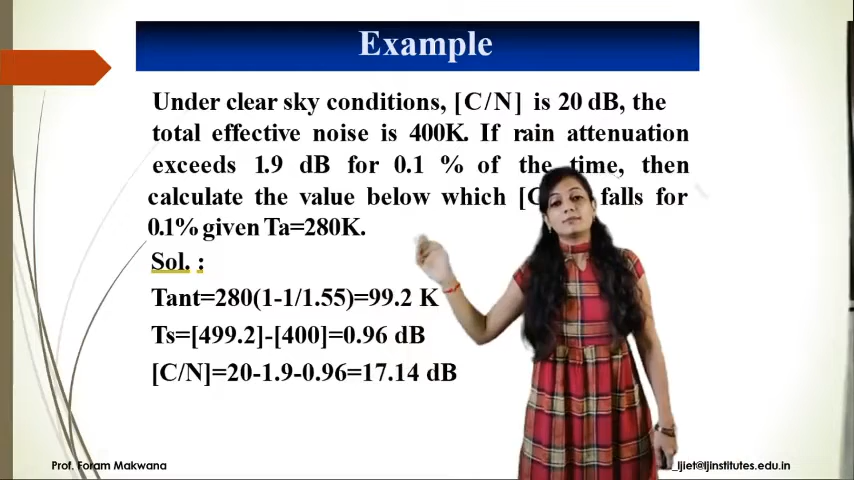 Example
Under clear sky conditions, [C/N] is 20 dB, the
total effective noise is 400K. If rain attenuation
exceeds 1.9 dB for 0.1 % of the time, then
calculate the value below which [C falls for
0.1% given Ta=280K.
Sol. :
Tant=280(1-1/1.55)=99.2 K
Ts=[499.2]-[400]=0.96 dB
[C/N]=20-1.9-0.96=17.14 dB
Prof. Foram Makwana
_ljiet@ljinstitutes.edu.in